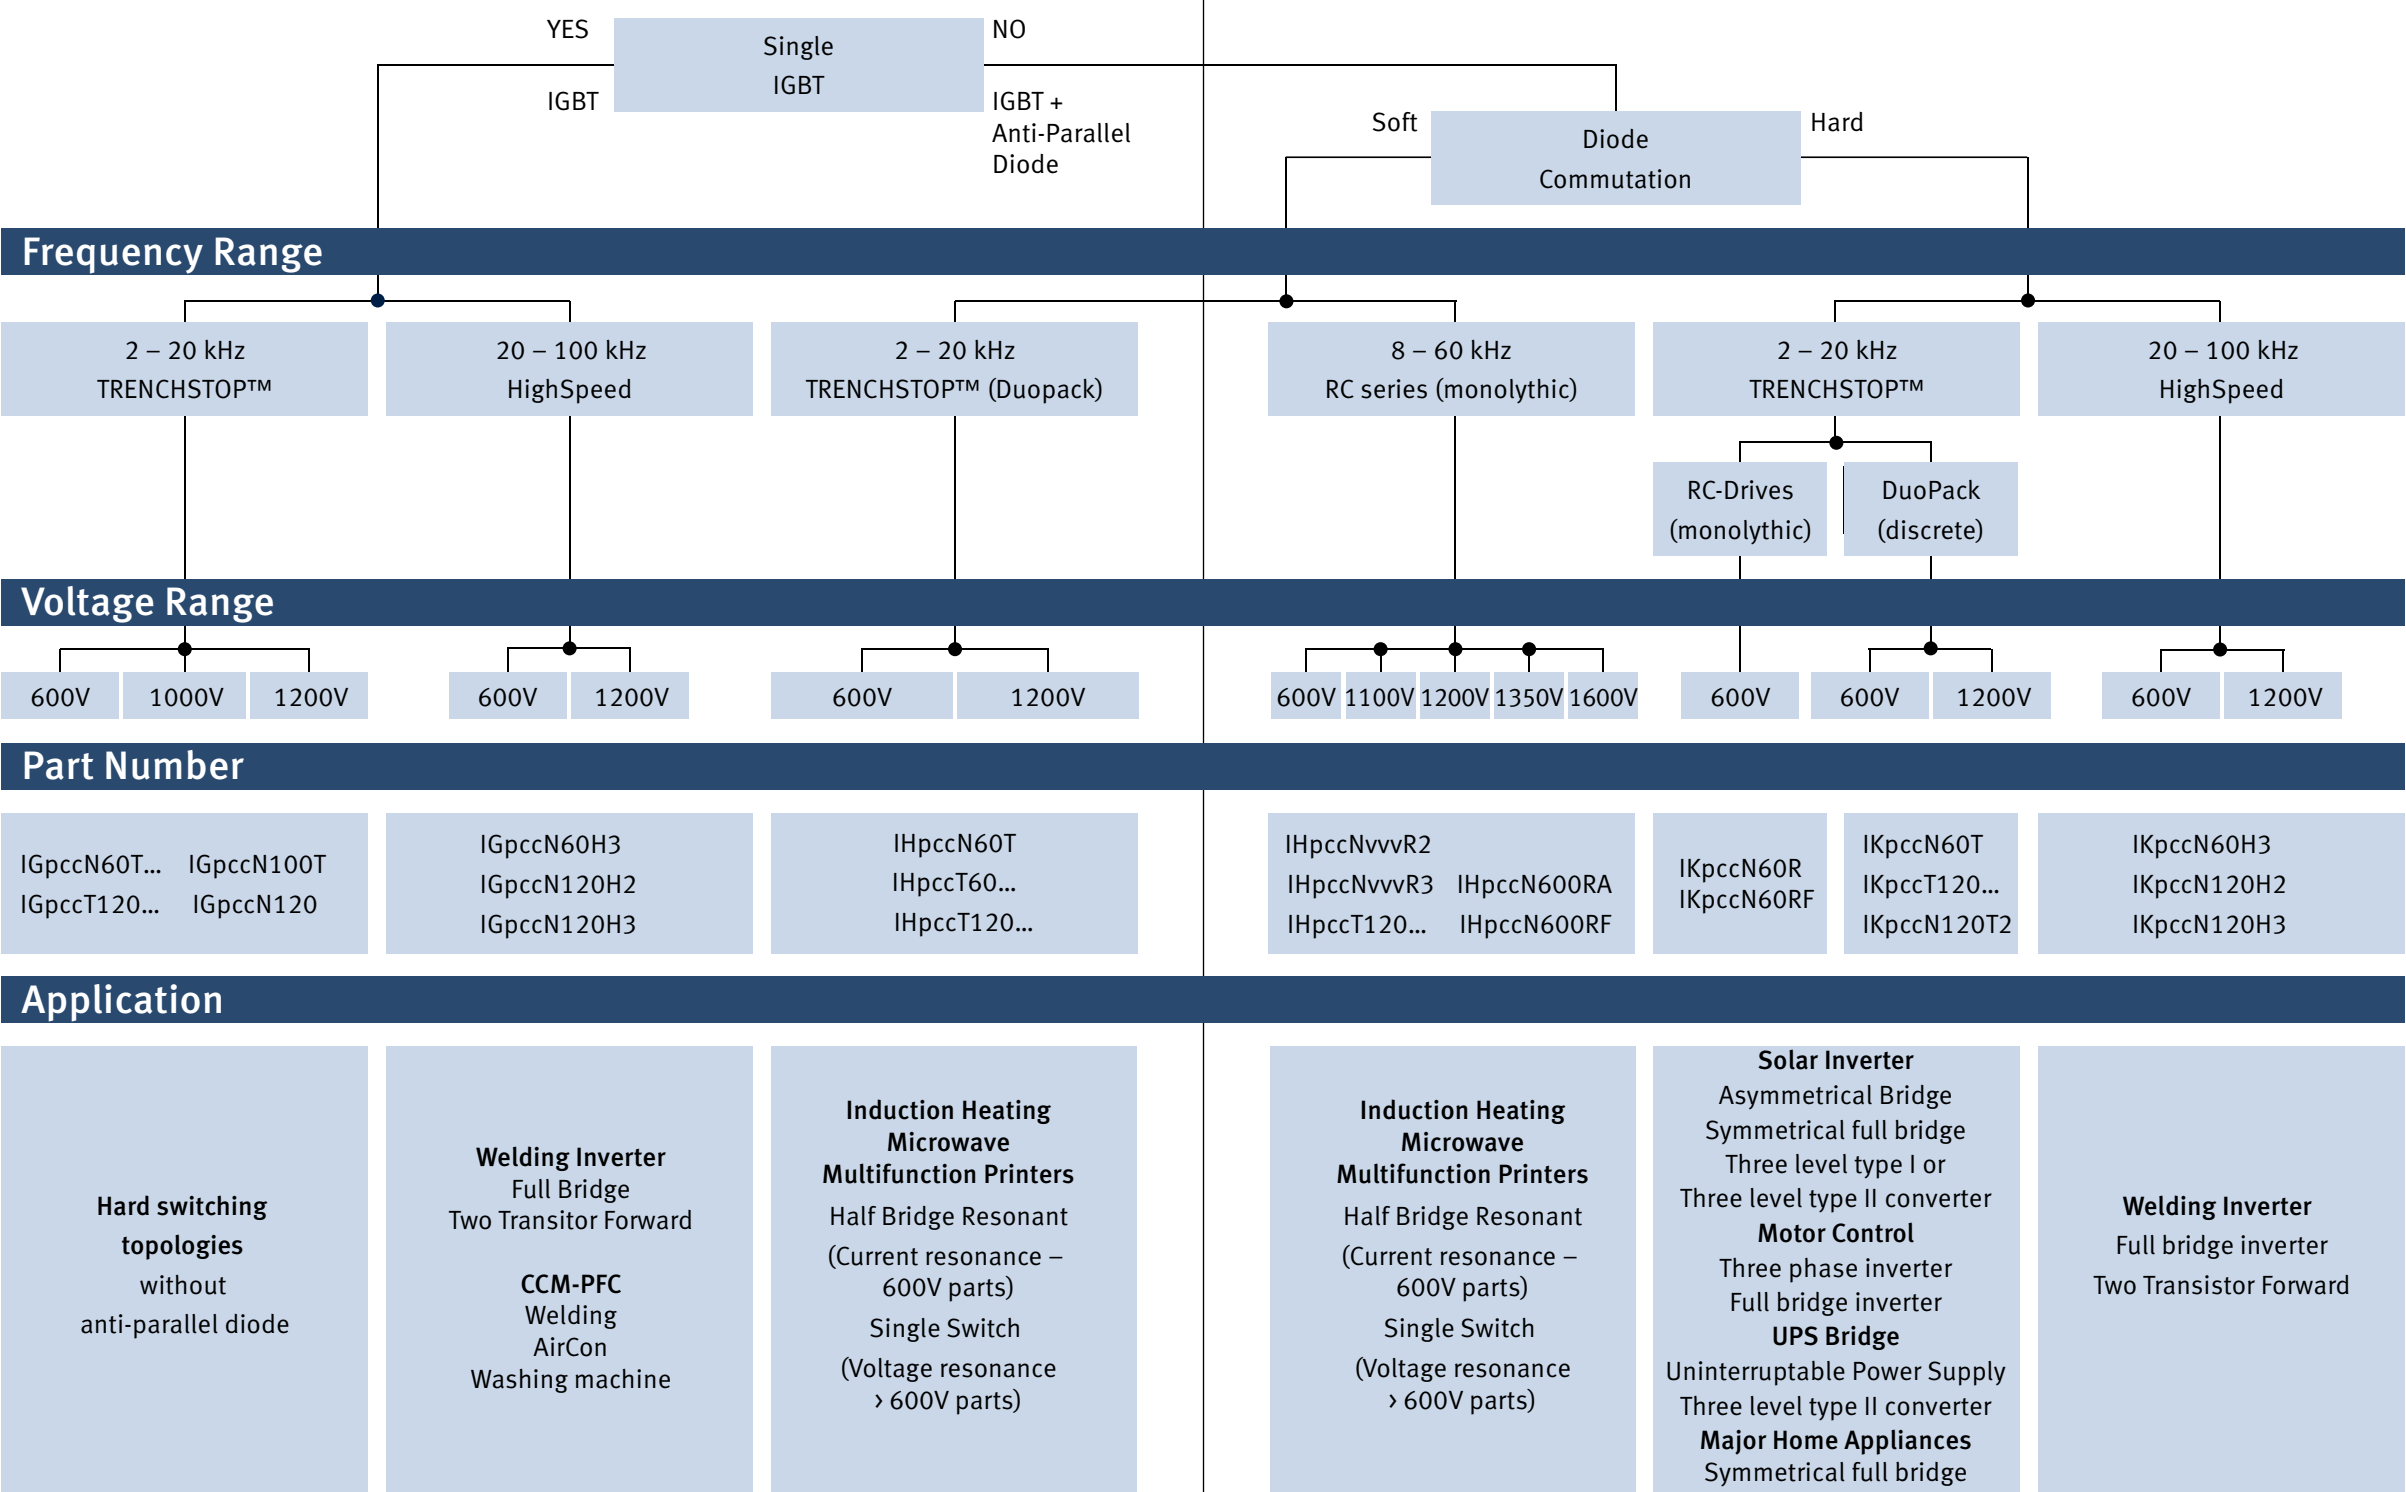 YES
Single
IGBT
NO
IGBT
IGBT +
Anti-Parallel
Diode
Soft
Diode
Commutation
Hard
Frequency Range
2 – 20 kHz
TRENCHSTOP™
20 – 100 kHz
HighSpeed
2 – 20 kHz
TRENCHSTOP™ (Duopack)
8 – 60 kHz
RC series (monolythic)
2 – 20 kHz
TRENCHSTOP™
20 – 100 kHz
HighSpeed
RC-Drives
(monolythic)
DuoPack
(discrete)
Voltage Range
600V 1000V 1200V
600V 1200V
600V 1200V
600V 1100V 1200V 1350V 1600V
600V
600V 1200V
600V 1200V
Part Number
IGpccN60T... IGpccN100T
IGpccT120... IGpccN120
IGpccN60H3
IGpccN120H2
IGpccN120H3
IHpccN60T
IHpccT60...
IHpccT120...
IHpccNvvvR2
IHpccNvvvR3 IHpccN600RA
IHpccT120... IHpccN600RF
IKpccN60R
IKpccN60RF
IKpccN60T
IKpccT120...
IKpccN120T2
IKpccN60H3
IKpccN120H2
IKpccN120H3
Application
Hard switching
topologies
without
anti-parallel diode
Welding Inverter
Full Bridge
Two Transitor Forward
CCM-PFC
Welding
AirCon
Washing machine
Induction Heating
Microwave
Multifunction Printers
Half Bridge Resonant
(Current resonance –
600V parts)
Single Switch
(Voltage resonance
> 600V parts)
Induction Heating
Microwave
Multifunction Printers
Half Bridge Resonant
(Current resonance –
600V parts)
Single Switch
(Voltage resonance
> 600V parts)
Solar Inverter
Asymmetrical Bridge
Symmetrical full bridge
Three level type I or
Three level type II converter
Motor Control
Three phase inverter
Full bridge inverter
UPS Bridge
Uninterruptable Power Supply
Three level type II converter
Major Home Appliances
Symmetrical full bridge
Welding Inverter
Full bridge inverter
Two Transistor Forward